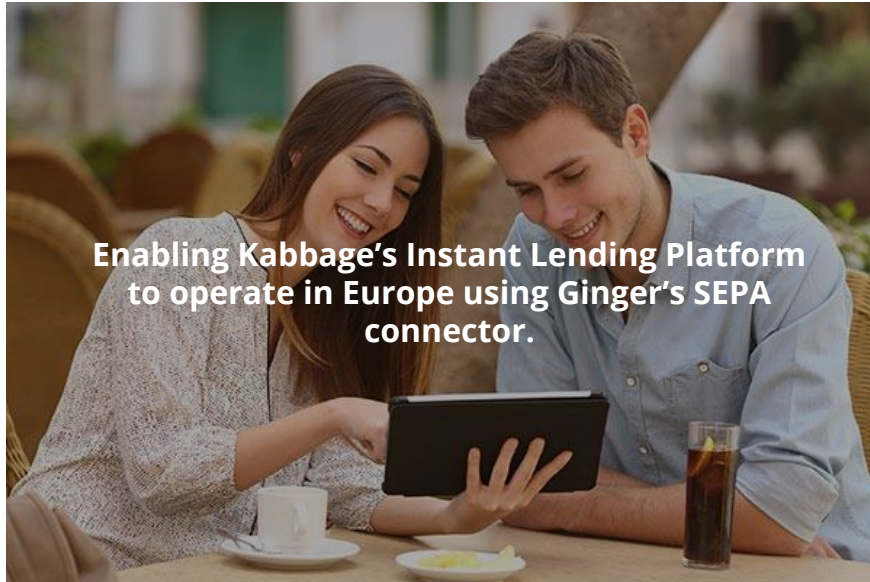 Enabling Kabbage’s Instant Lending Platform
to operate in Europe using Ginger’s SEPA
connector.